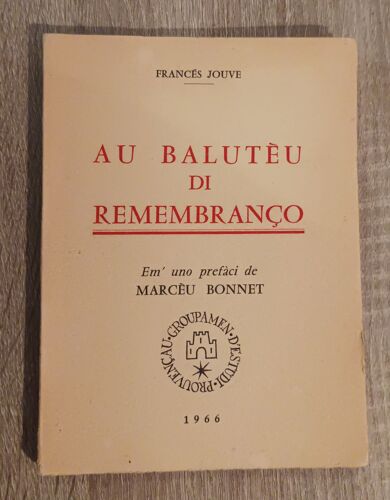 FRANCÉS JOUVE
AU BALUTÈU
DI
REMEMBRANÇO
Em' uno prefàci de
MARCÈU BONNET
GROUPAMEN · D'ESTUDI · PROUVENÇAU ·
1966